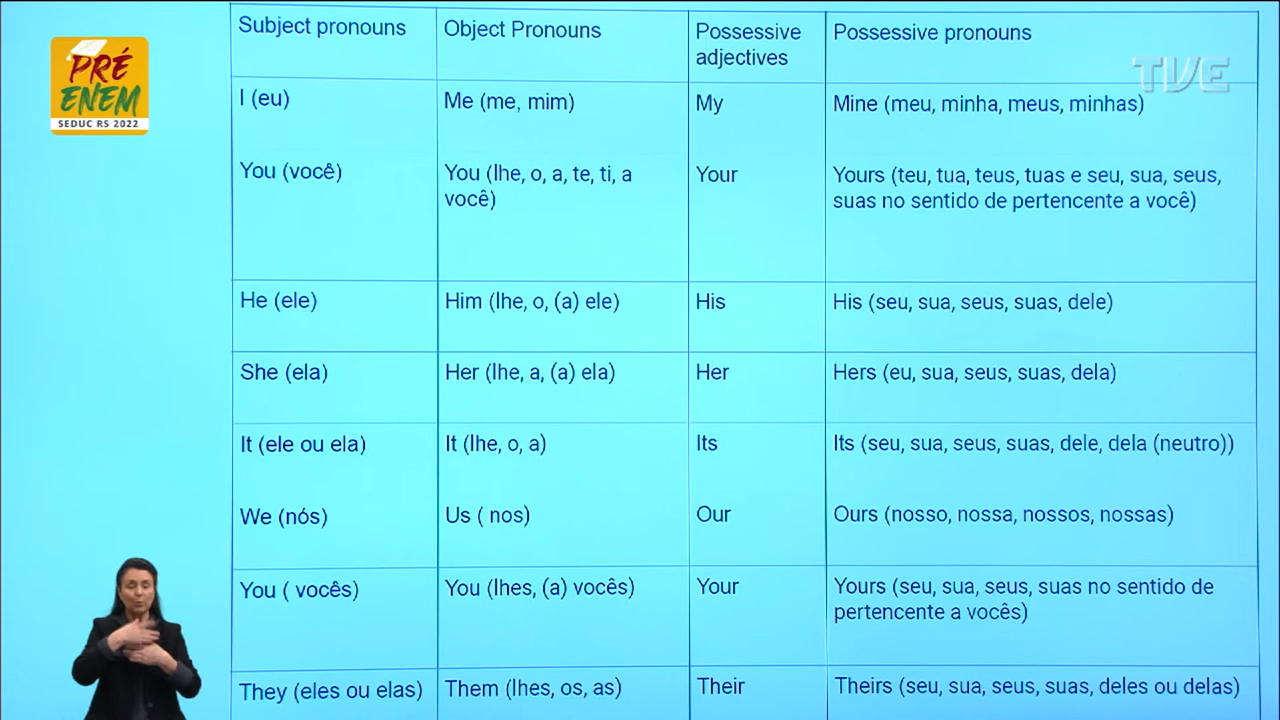 PRÉ
ENEM
SEDUC RS 2022
TVE
Subject pronouns
Object Pronouns
Possessive
adjectives
Possessive pronouns
I (eu)
Me (me, mim)
My
Mine (meu, minha, meus, minhas)
You (você)
You (lhe, o, a, te, ti, a
você)
Your
Yours (teu, tua, teus, tuas e seu, sua, seus,
suas no sentido de pertencente a você)
He (ele)
Him (lhe, o, (a) ele)
His
His (seu, sua, seus, suas, dele)
She (ela)
Her (lhe, a, (a) ela)
Her
Hers (eu, sua, seus, suas, dela)
It (ele ou ela)
It (lhe, o, a)
Its
Its (seu, sua, seus, suas, dele, dela (neutro))
We (nós)
Us ( nos)
Our
Ours (nosso, nossa, nossos, nossas)
You ( vocês)
You (lhes, (a) vocês)
Your
Yours (seu, sua, seus, suas no sentido de
pertencente a vocês)
They (eles ou elas)
Them (lhes, os, as)
Their
Theirs (seu, sua, seus, suas, deles ou delas)